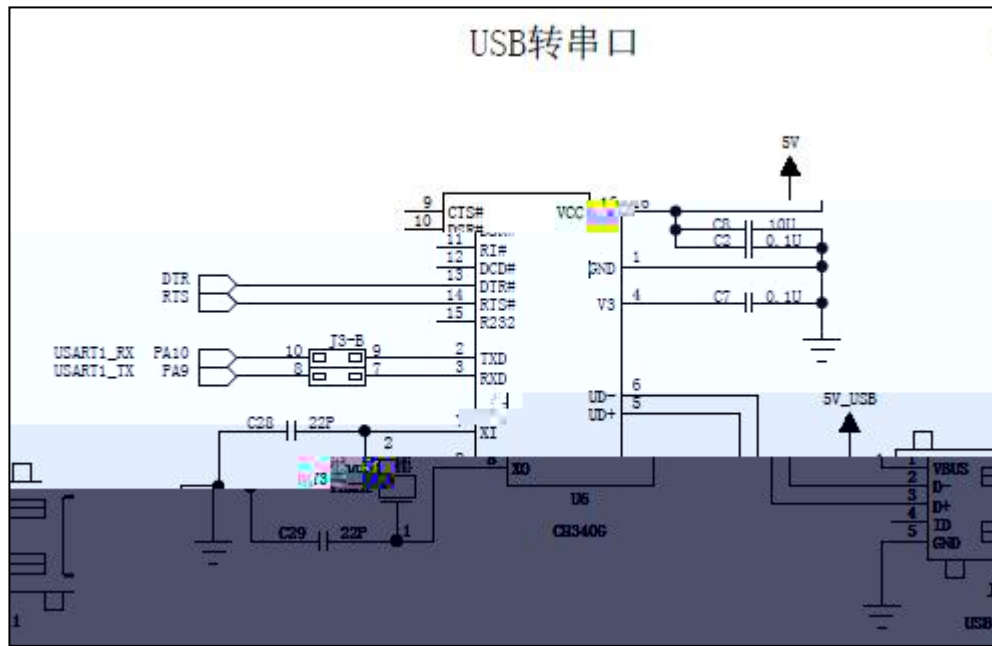 USB转串口
5V
9 CTS# VCC
10
C8 10U
11 RI# C2 0.1U
12 DCD# GND 1
DTR 13 DTR#
RTS 14 RTS# V3 4 C7 0.1U
15 R232
J3-B
USART1_RX PA10 10 9 2 TXD
USART1_TX PA9 8 7 3 RXD
UD- 6
UD+ 5
5V_USB
C28 22P XI
2
1 VBUS
XO 2 D-
U6 3 D+
4 ID
C29 22P 1 CH340G 5 GND
1 USB